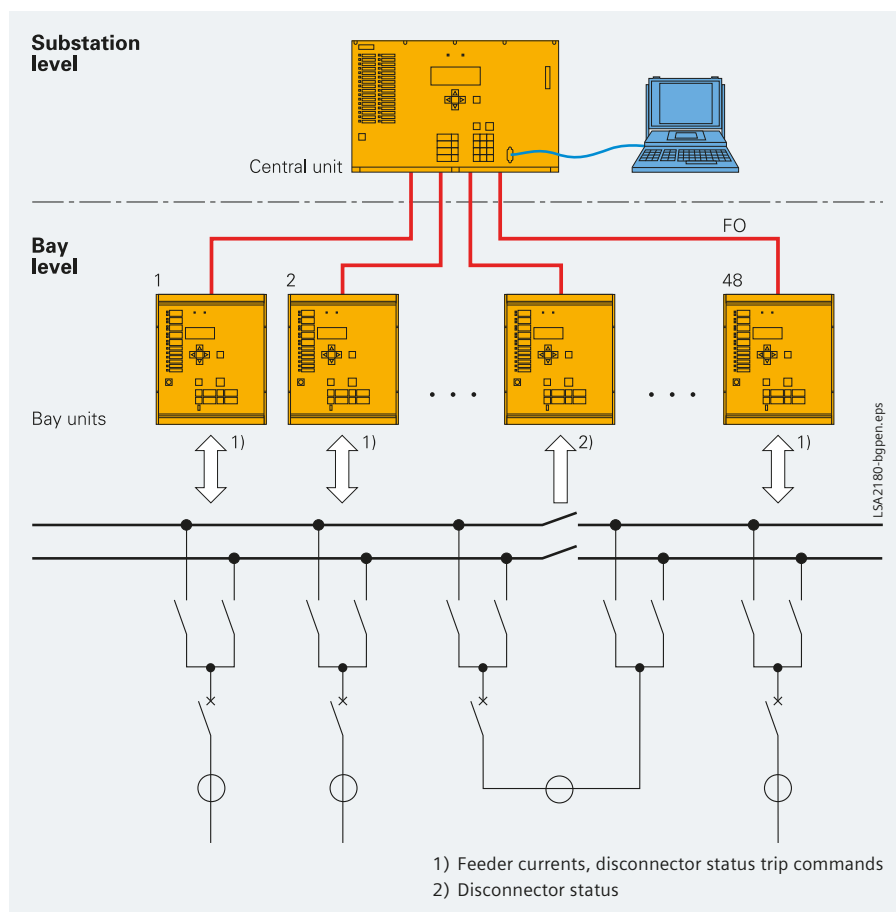 Substation
level
Central unit
FO
Bay
level
1
2
48
Bay units
1)
1)
2)
1)
LSA2180-bgpen.eps
1) Feeder currents, disconnector status trip commands
2) Disconnector status